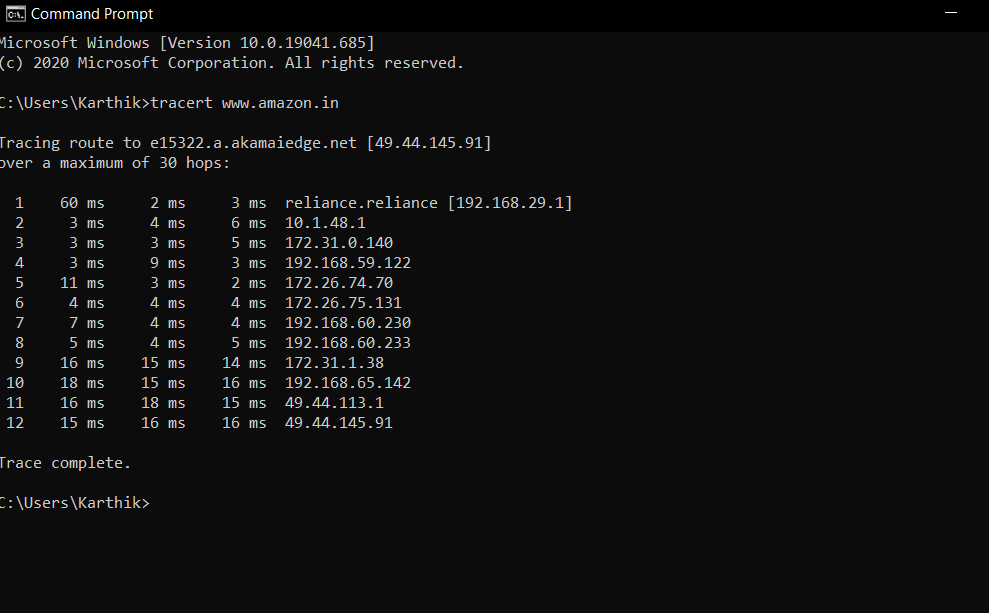 Command Prompt
Microsoft Windows [Version 10.0.19041.685]
(c) 2020 Microsoft Corporation. All rights reserved.
C:\Users\Karthik>tracert www.amazon.in
Tracing route to e15322.a.akamaiedge.net [49.44.145.91]
over a maximum of 30 hops:
1 60 ms 2 ms 3 ms reliance.reliance [192.168.29.1]
2 3 ms 4 ms 6 ms 10.1.48.1
3 3 ms 3 ms 5 ms 172.31.0.140
4 3 ms 9 ms 3 ms 192.168.59.122
5 11 ms 3 ms 2 ms 172.26.74.70
6 4 ms 4 ms 4 ms 172.26.75.131
7 7 ms 4 ms 4 ms 192.168.60.230
8 5 ms 4 ms 5 ms 192.168.60.233
9 16 ms 15 ms 14 ms 172.31.1.38
10 18 ms 15 ms 16 ms 192.168.65.142
11 16 ms 18 ms 15 ms 49.44.113.1
12 15 ms 16 ms 16 ms 49.44.145.91
Trace complete.
C:\Users\Karthik>